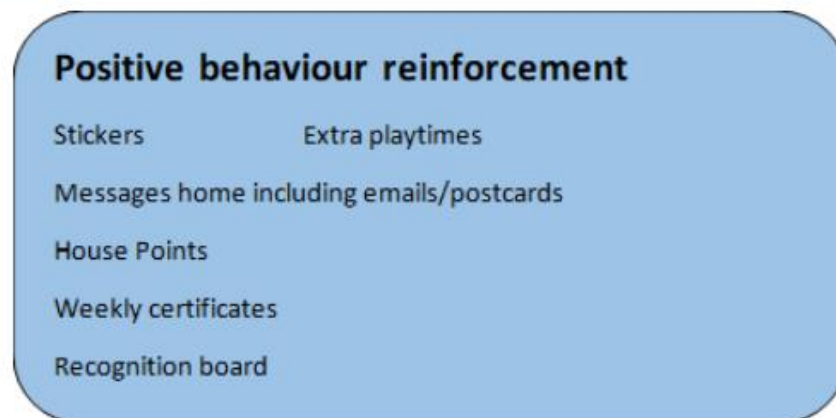 Positive behaviour reinforcement
Stickers Extra playtimes
Messages home including emails/postcards
House Points
Weekly certificates
Recognition board